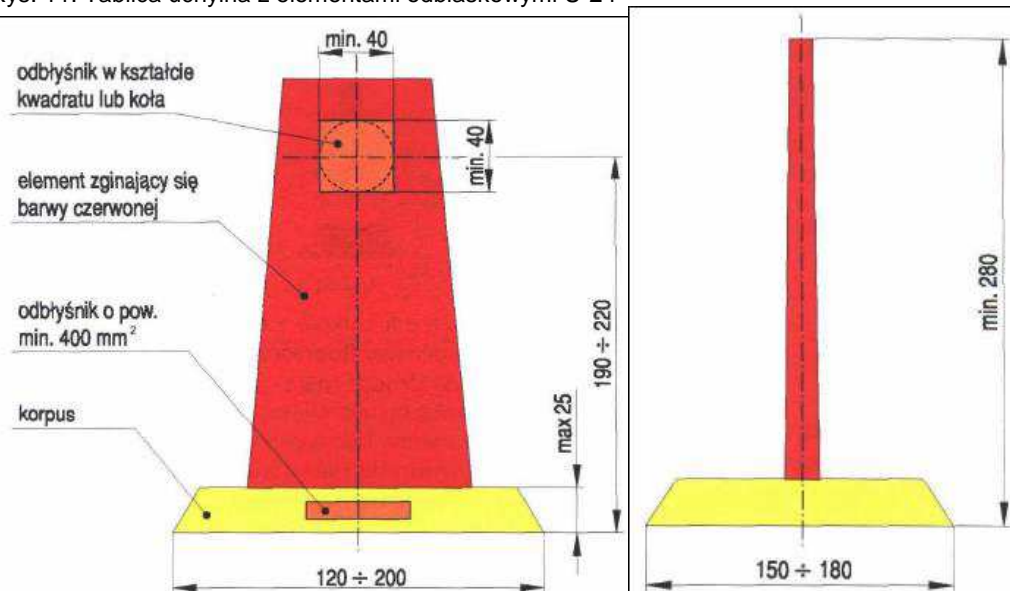 min. 40
odbłyśnik w kształcie
kwadratu lub koła
min. 40
element zginający się
barwy czerwonej
odbłyśnik o pow.
min. 400 mm²
190 ÷ 220
max 25
korpus
120 ÷ 200
min. 280
150 ÷ 180